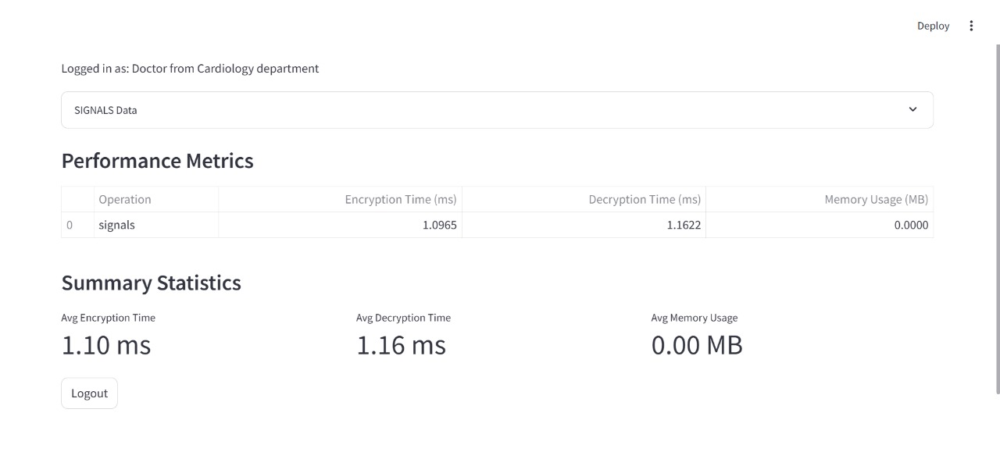 Deploy
Logged in as: Doctor from Cardiology department
SIGNALS Data
Performance Metrics
Operation Encryption Time (ms) Decryption Time (ms) Memory Usage (MB)
0 signals 1.0965 1.1622 0.0000
Summary Statistics
Avg Encryption Time Avg Decryption Time Avg Memory Usage
1.10 ms 1.16 ms 0.00 MB
Logout